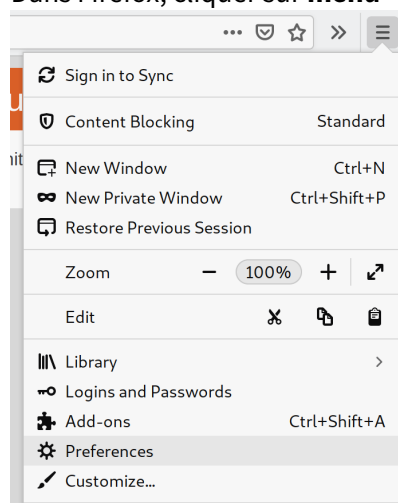 Dans Firefox, cliquer sur menu
Sign in to Sync
Content Blocking Standard
New Window Ctrl+N
New Private Window Ctrl+Shift+P
Restore Previous Session
Zoom − 100% +
Edit
Library
Logins and Passwords
Add-ons Ctrl+Shift+A
Preferences
Customize...